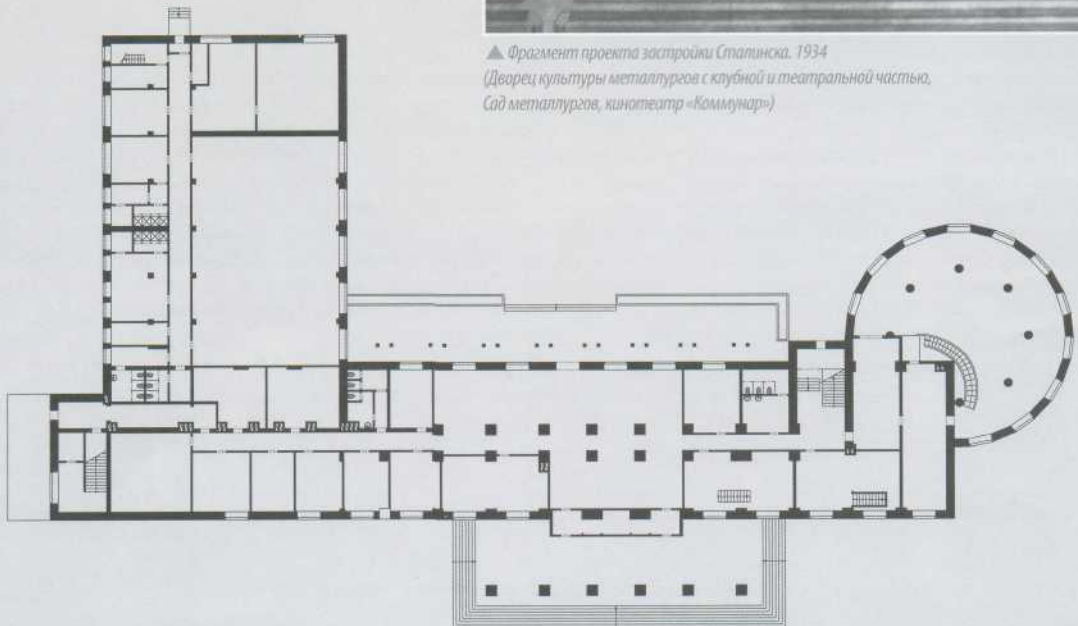 ▲ Фрагмент проекта застройки Сталинска. 1934
(Дворец культуры металлургов с клубной и театральной частью,
Сад металлургов, кинотеатр «Коммунар»)